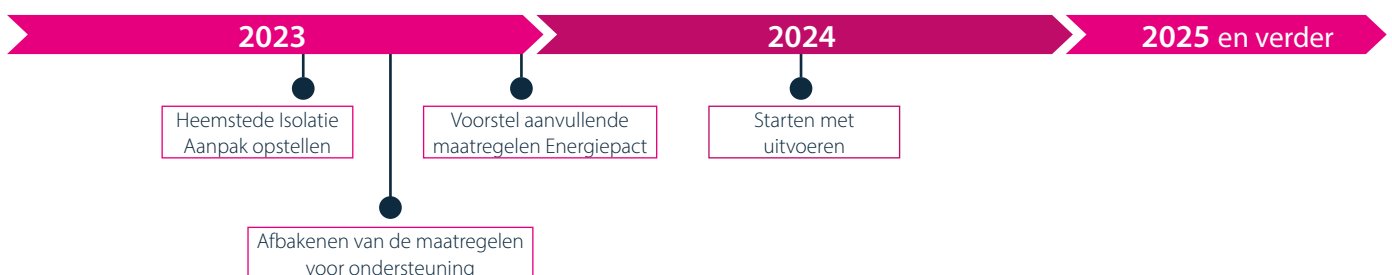 2023
2024
2025 en verder
Heemstede Isolatie
Aanpak opstellen
Voorstel aanvullende
maatregelen Energiepact
Starten met
uitvoeren
Afbakenen van de maatregelen
voor ondersteuning